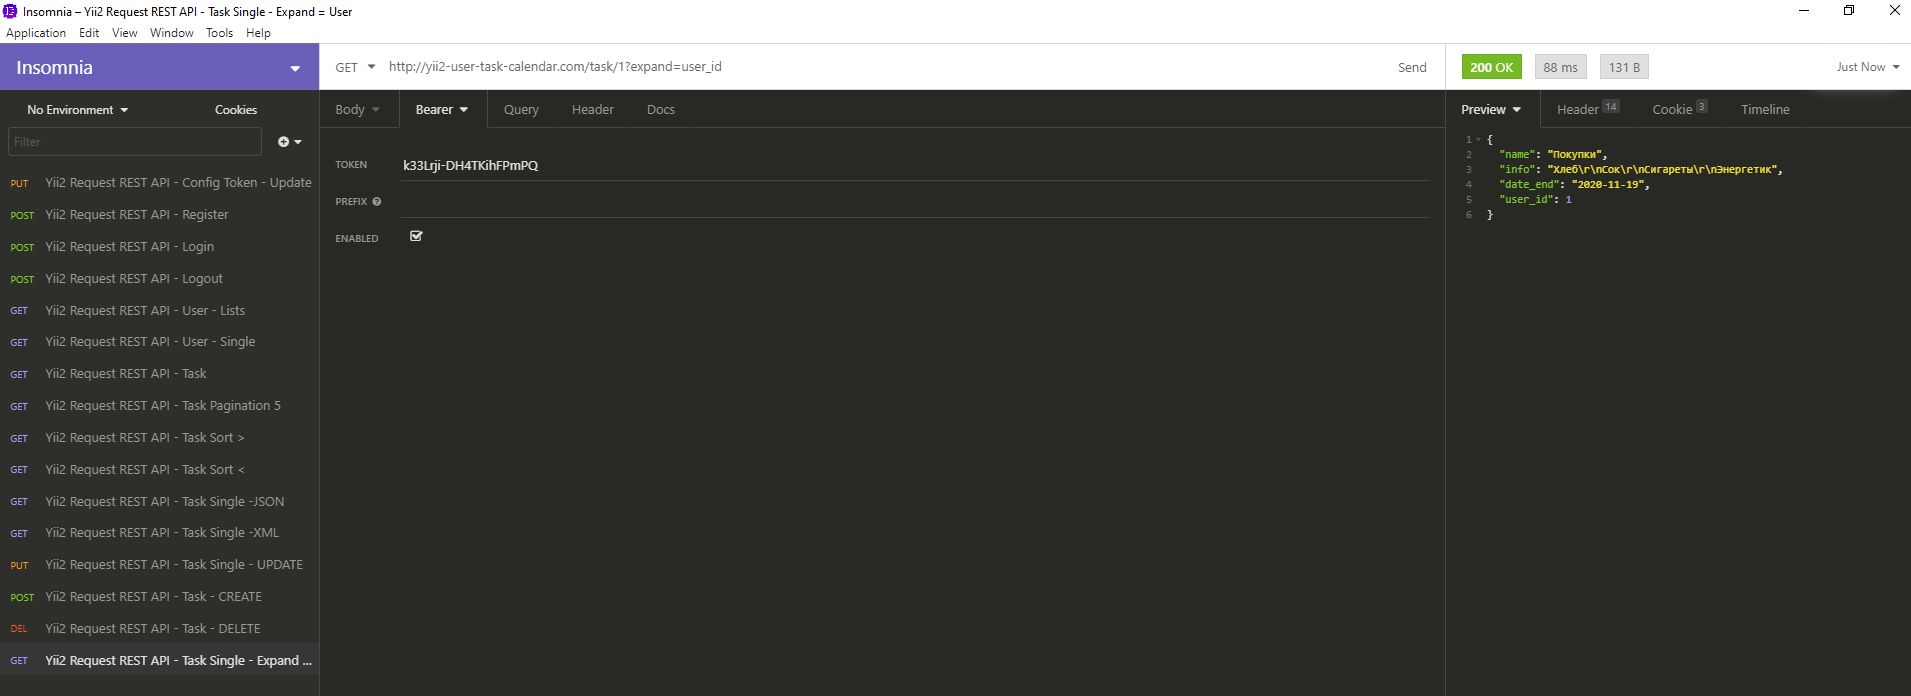 Insomnia – Yii2 Request REST API - Task Single - Expand = User
Application Edit View Window Tools Help
Insomnia
GET http://yii2-user-task-calendar.com/task/1?expand=user_id Send
200 OK 88 ms 131 B Just Now
No Environment Cookies
Body Bearer Query Header Docs
Preview Header 14 Cookie 3 Timeline
Filter
PUT Yii2 Request REST API - Config Token - Update
POST Yii2 Request REST API - Register
POST Yii2 Request REST API - Login
POST Yii2 Request REST API - Logout
GET Yii2 Request REST API - User - Lists
GET Yii2 Request REST API - User - Single
GET Yii2 Request REST API - Task
GET Yii2 Request REST API - Task Pagination 5
GET Yii2 Request REST API - Task Sort >
GET Yii2 Request REST API - Task Sort <
GET Yii2 Request REST API - Task Single -JSON
GET Yii2 Request REST API - Task Single -XML
PUT Yii2 Request REST API - Task Single - UPDATE
POST Yii2 Request REST API - Task - CREATE
DEL Yii2 Request REST API - Task - DELETE
GET Yii2 Request REST API - Task Single - Expand ...
TOKEN k33Lrji-DH4TKihFPmPQ
PREFIX
ENABLED
1 {
2 "name": "Покупки",
3 "info": "Хлеб\r\nСок\r\nСигареты\r\nЭнергетик",
4 "date_end": "2020-11-19",
5 "user_id": 1
6 }